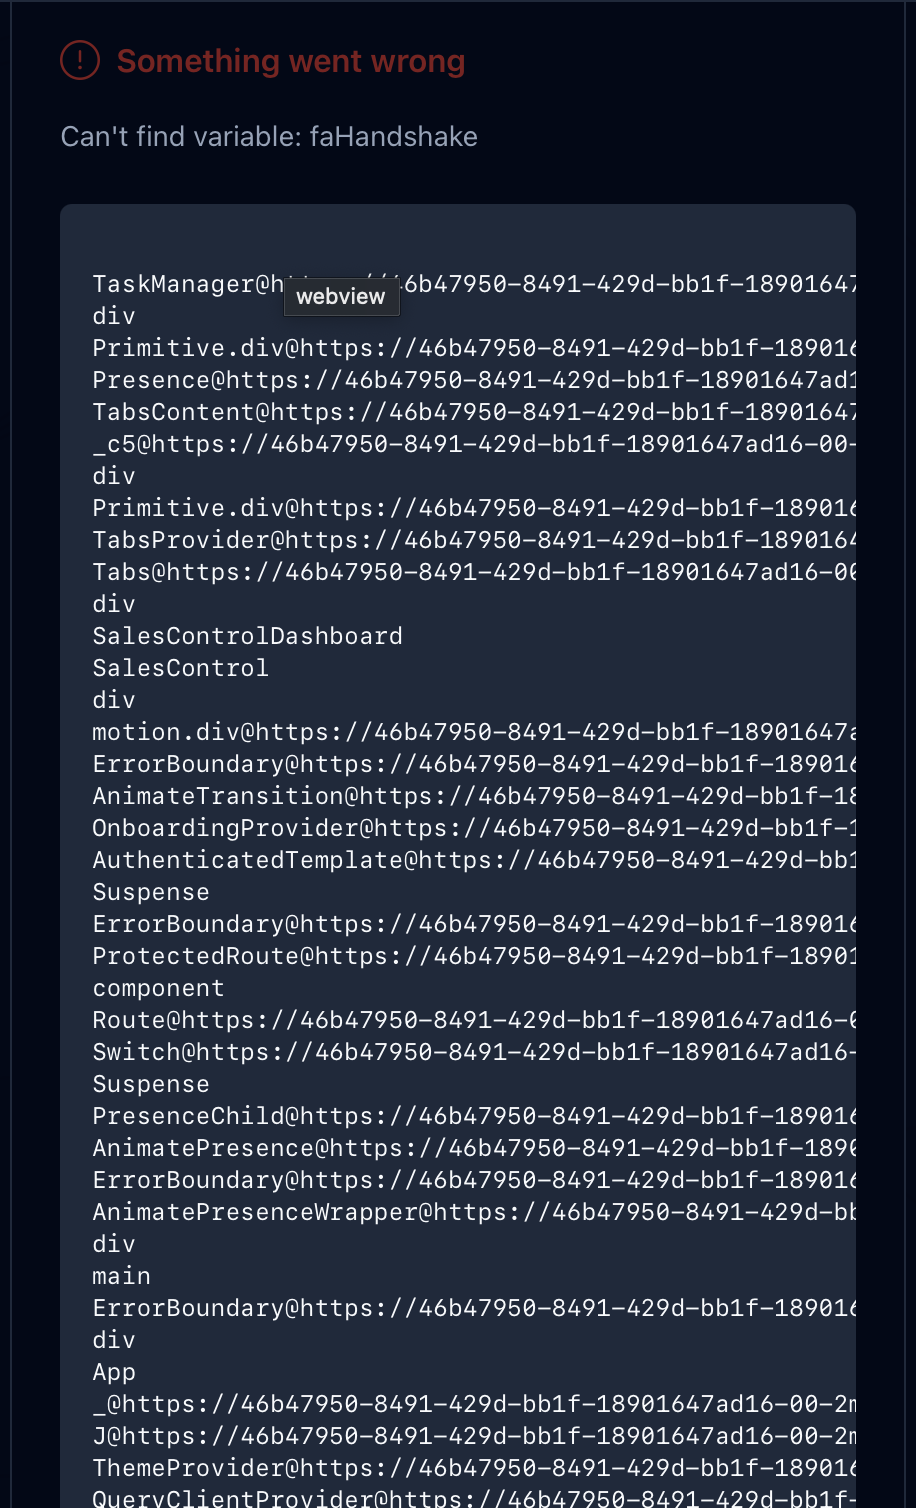 Something went wrong
Can't find variable: faHandshake
TaskManager@h 46b47950-8491-429d-bb1f-18901647
webview
div
Primitive.div@https://46b47950-8491-429d-bb1f-189016
Presence@https://46b47950-8491-429d-bb1f-18901647ad1
TabsContent@https://46b47950-8491-429d-bb1f-18901647
_c5@https://46b47950-8491-429d-bb1f-18901647ad16-00-
div
Primitive.div@https://46b47950-8491-429d-bb1f-189016
TabsProvider@https://46b47950-8491-429d-bb1f-1890164
Tabs@https://46b47950-8491-429d-bb1f-18901647ad16-00
div
SalesControlDashboard
SalesControl
div
motion.div@https://46b47950-8491-429d-bb1f-18901647a
ErrorBoundary@https://46b47950-8491-429d-bb1f-189016
AnimateTransition@https://46b47950-8491-429d-bb1f-18
OnboardingProvider@https://46b47950-8491-429d-bb1f-1
AuthenticatedTemplate@https://46b47950-8491-429d-bb1
Suspense
ErrorBoundary@https://46b47950-8491-429d-bb1f-189016
ProtectedRoute@https://46b47950-8491-429d-bb1f-18901
component
Route@https://46b47950-8491-429d-bb1f-18901647ad16-0
Switch@https://46b47950-8491-429d-bb1f-18901647ad16-
Suspense
PresenceChild@https://46b47950-8491-429d-bb1f-189016
AnimatePresence@https://46b47950-8491-429d-bb1f-1890
ErrorBoundary@https://46b47950-8491-429d-bb1f-189016
AnimatePresenceWrapper@https://46b47950-8491-429d-bb
div
main
ErrorBoundary@https://46b47950-8491-429d-bb1f-189016
div
App
_@https://46b47950-8491-429d-bb1f-18901647ad16-00-2m
J@https://46b47950-8491-429d-bb1f-18901647ad16-00-2m
ThemeProvider@https://46b47950-8491-429d-bb1f-189016
QueryClientProvider@https://46b47950-8491-429d-bb1f-